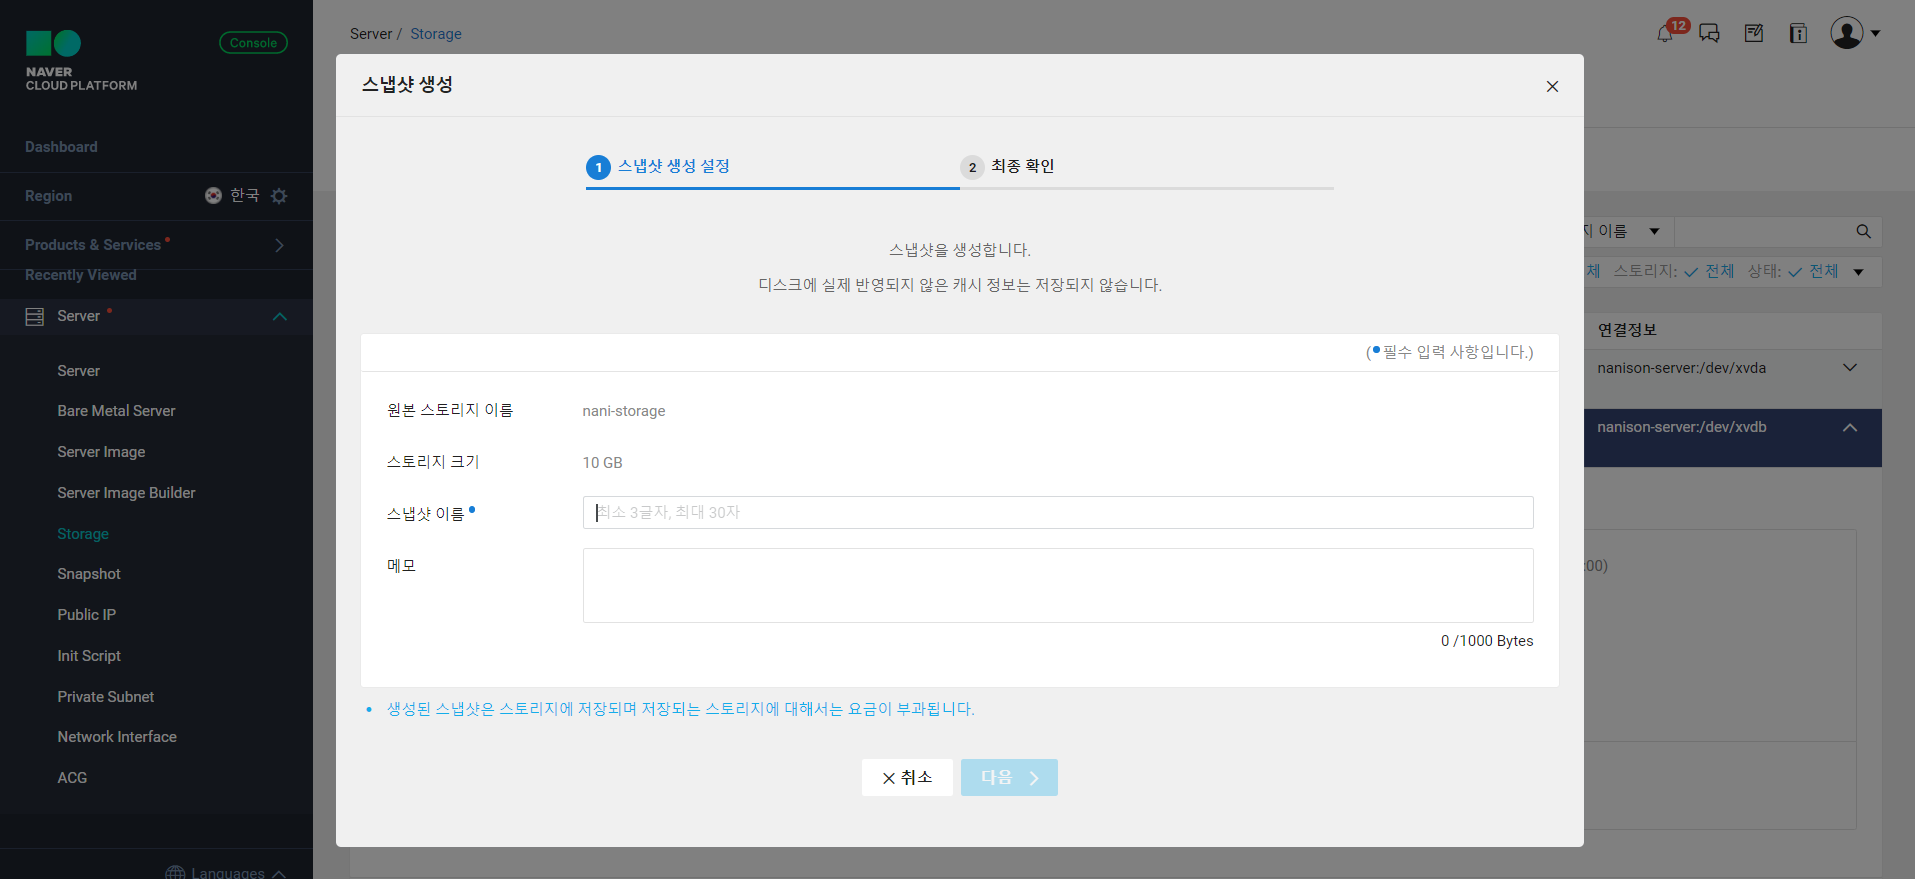 NAVER
CLOUD PLATFORM
Console
Dashboard
Region 한국
Products & Services
Recently Viewed
Server
Server
Bare Metal Server
Server Image
Server Image Builder
Storage
Snapshot
Public IP
Init Script
Private Subnet
Network Interface
ACG
Languages
Server / Storage
12
스냅샷 생성
1 스냅샷 생성 설정
2 최종 확인
스냅샷을 생성합니다.
디스크에 실제 반영되지 않은 캐시 정보는 저장되지 않습니다.
( 필수 입력 사항입니다.)
원본 스토리지 이름 nani-storage
스토리지 크기 10 GB
스냅샷 이름 최소 3글자, 최대 30자
메모
0 /1000 Bytes
생성된 스냅샷은 스토리지에 저장되며 저장되는 스토리지에 대해서는 요금이 부과됩니다.
취소
다음
지 이름
체 스토리지: 전체 상태: 전체
연결정보
nanison-server:/dev/xvda
nanison-server:/dev/xvdb
:00)